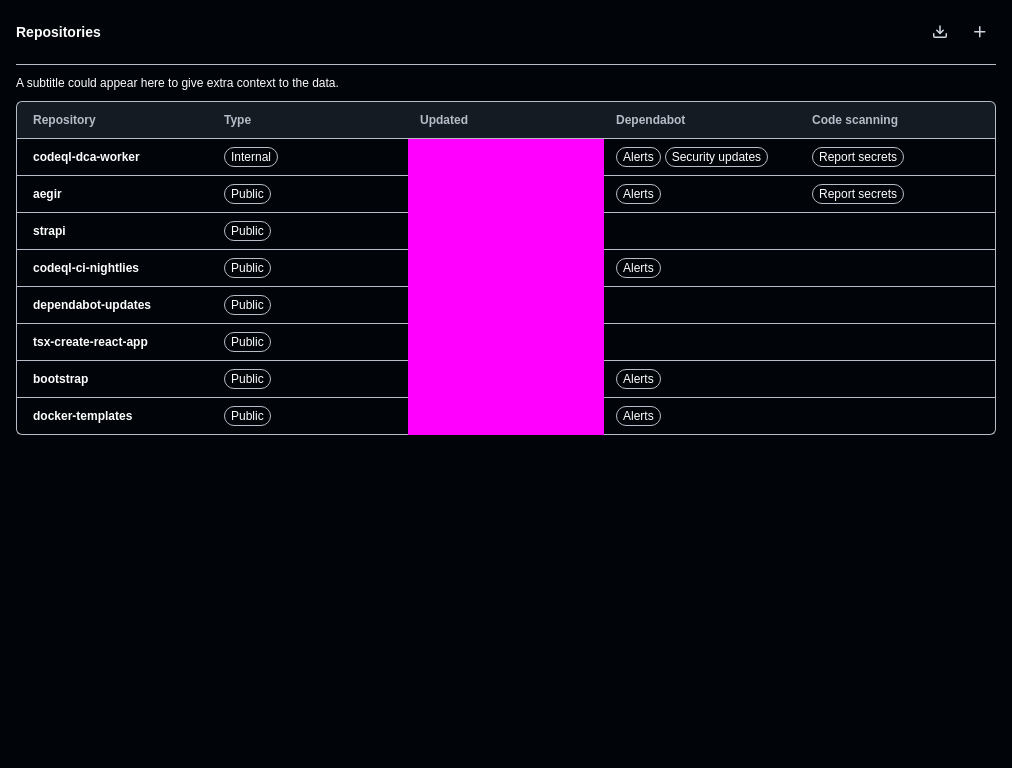 Repositories
A subtitle could appear here to give extra context to the data.
Repository Type Updated Dependabot Code scanning
codeql-dca-worker Internal Alerts Security updates Report secrets
aegir Public Alerts Report secrets
strapi Public
codeql-ci-nightlies Public Alerts
dependabot-updates Public
tsx-create-react-app Public
bootstrap Public Alerts
docker-templates Public Alerts